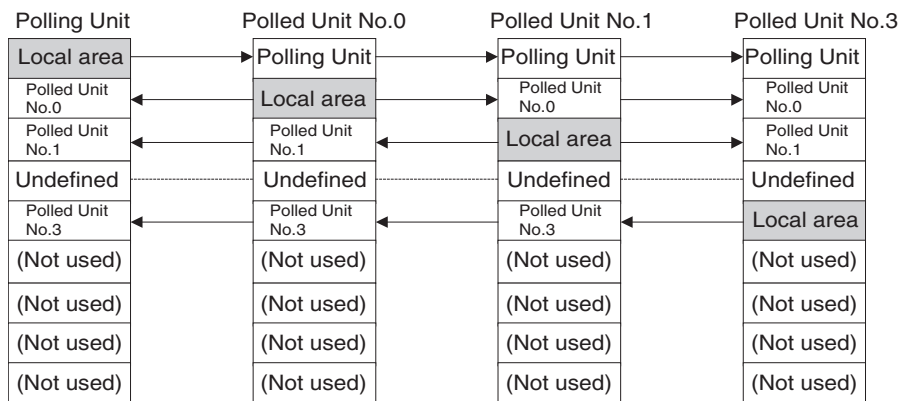 Polling Unit Polled Unit No.0 Polled Unit No.1 Polled Unit No.3
Local area Polling Unit Polling Unit Polling Unit
Polled Unit No.0 Local area Polled Unit No.0 Polled Unit No.0
Polled Unit No.1 Polled Unit No.1 Local area Polled Unit No.1
Undefined Undefined Undefined Undefined
Polled Unit No.3 Polled Unit No.3 Polled Unit No.3 Local area
(Not used) (Not used) (Not used) (Not used)
(Not used) (Not used) (Not used) (Not used)
(Not used) (Not used) (Not used) (Not used)
(Not used) (Not used) (Not used) (Not used)